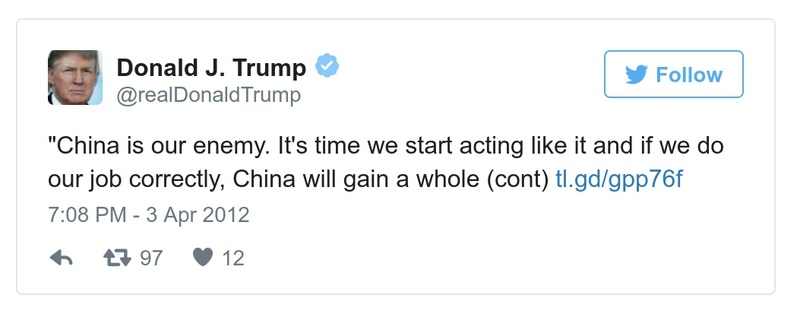 Donald J. Trump
@realDonaldTrump
Follow
"China is our enemy. It's time we start acting like it and if we do
our job correctly, China will gain a whole (cont) tl.gd/gpp76f
7:08 PM - 3 Apr 2012
97 12